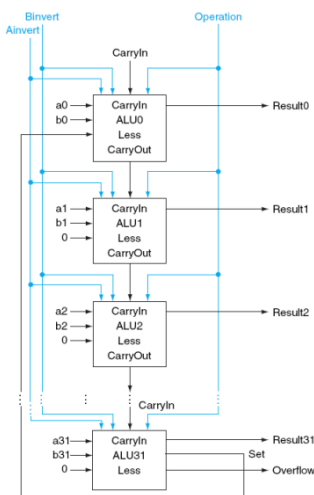 Binvert Operation
Ainvert
CarryIn
a0 CarryIn Result0
b0 ALU0
Less
CarryOut
a1 CarryIn Result1
b1 ALU1
0 Less
CarryOut
a2 CarryIn Result2
b2 ALU2
0 Less
CarryOut
CarryIn
a31 CarryIn Result31
b31 ALU31 Set
0 Less Overflow